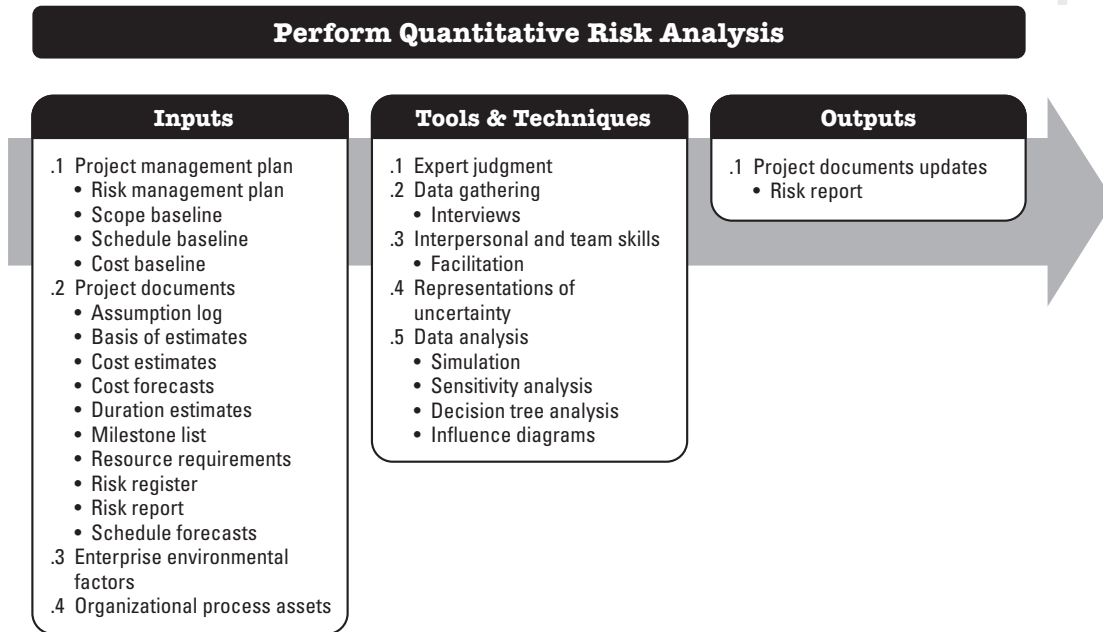 Perform Quantitative Risk Analysis
Inputs
.1 Project management plan
• Risk management plan
• Scope baseline
• Schedule baseline
• Cost baseline
.2 Project documents
• Assumption log
• Basis of estimates
• Cost estimates
• Cost forecasts
• Duration estimates
• Milestone list
• Resource requirements
• Risk register
• Risk report
• Schedule forecasts
.3 Enterprise environmental
factors
.4 Organizational process assets
Tools & Techniques
.1 Expert judgment
.2 Data gathering
• Interviews
.3 Interpersonal and team skills
• Facilitation
.4 Representations of
uncertainty
.5 Data analysis
• Simulation
• Sensitivity analysis
• Decision tree analysis
• Influence diagrams
Outputs
.1 Project documents updates
• Risk report